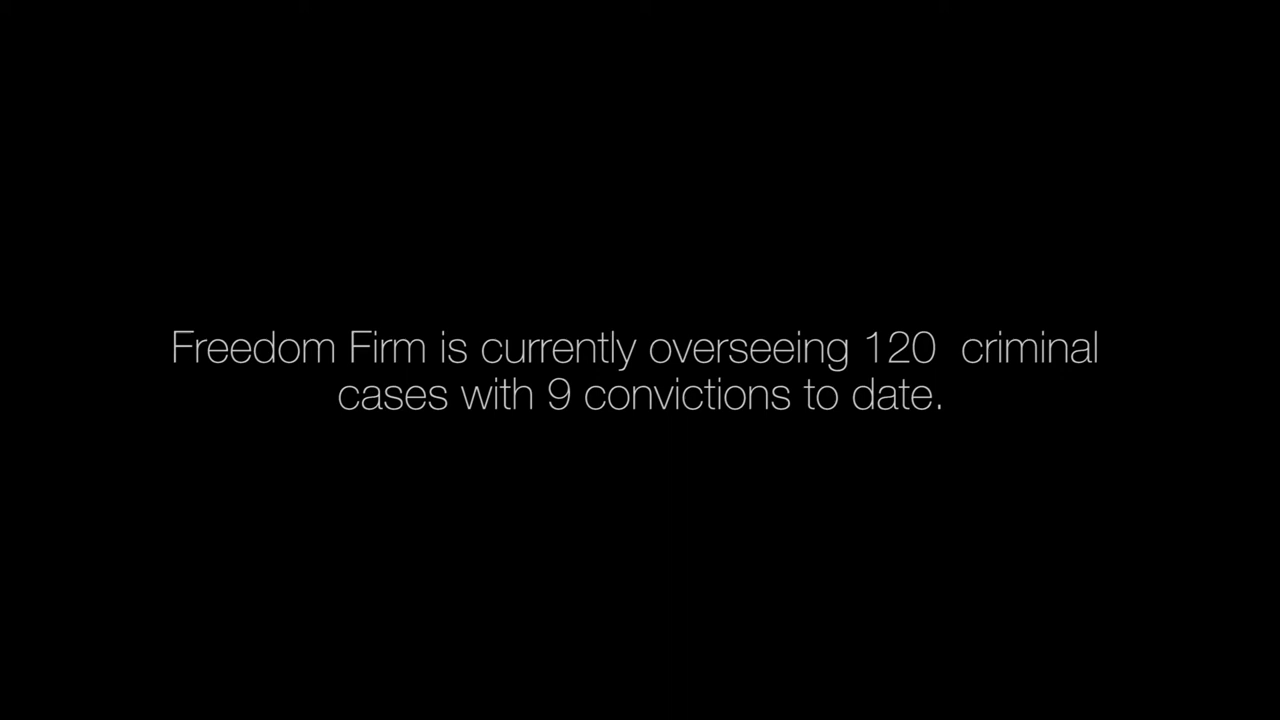 Freedom Firm is currently overseeing 120  criminal
cases with 9 convictions to date.